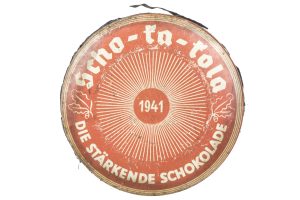 Scho-ka-kola
1941
DIE STÄRKENDE SCHOKOLADE